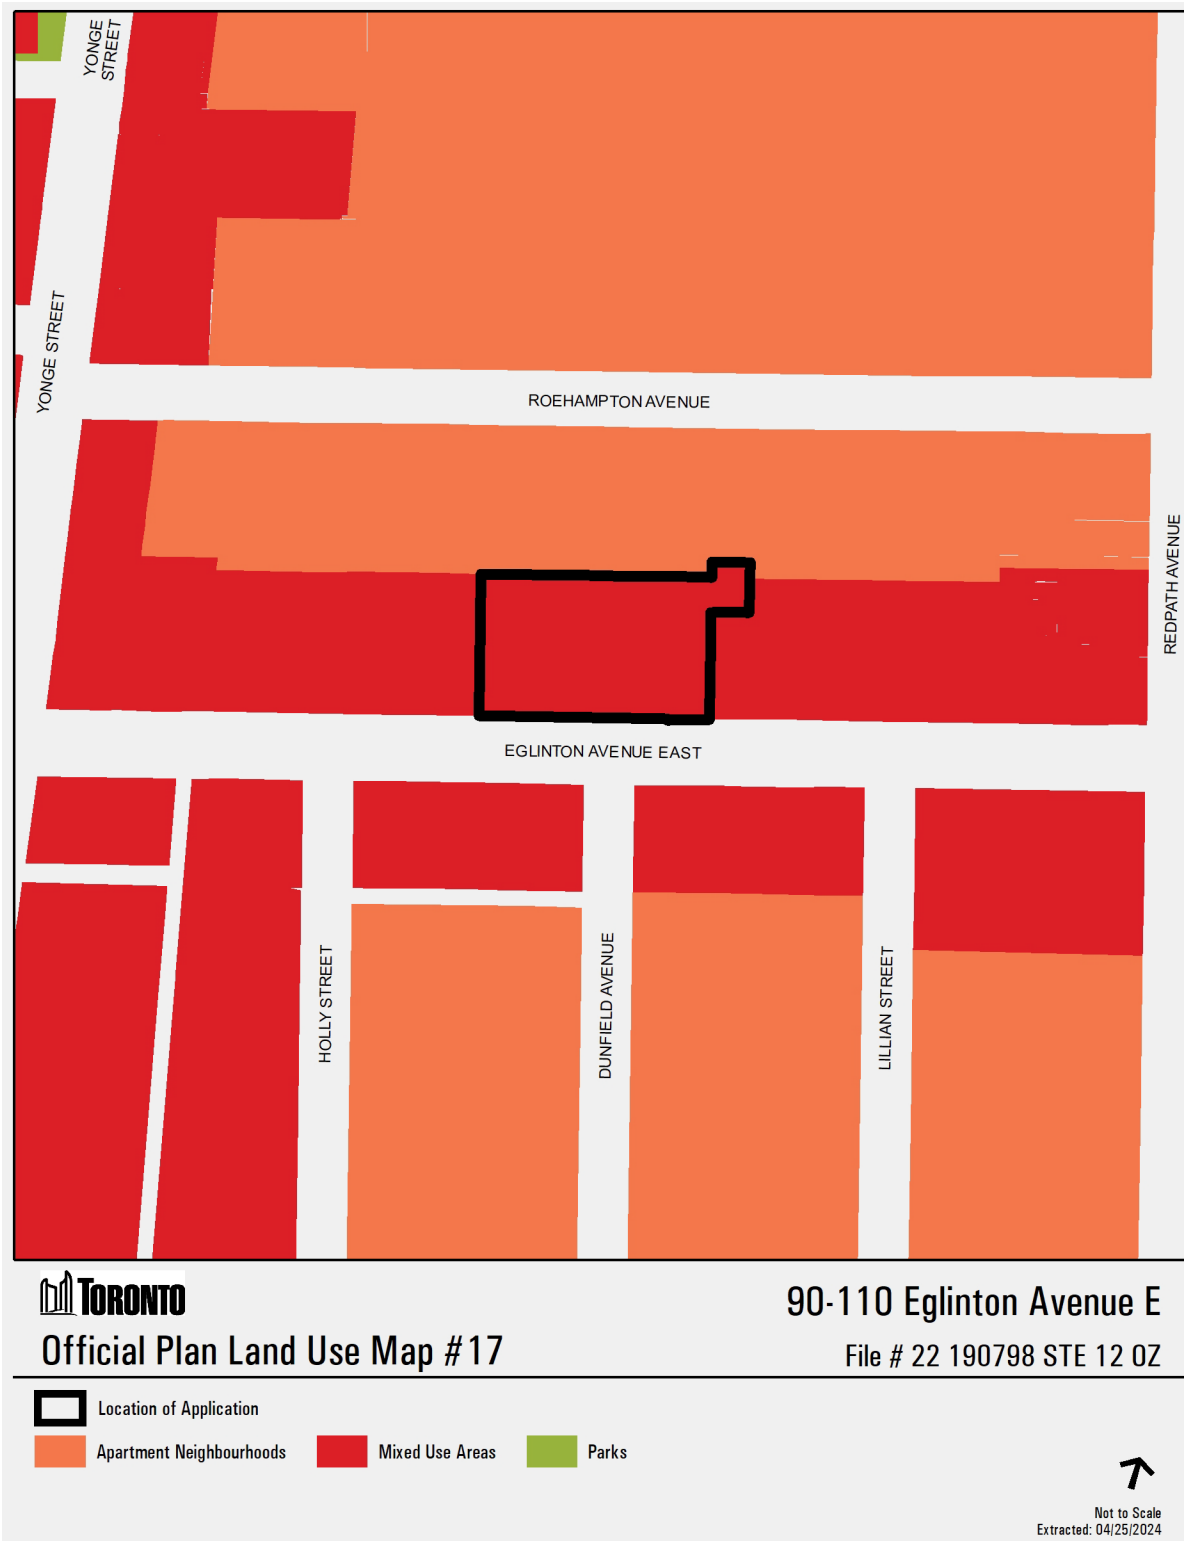 YONGE
STREET
YONGE STREET
ROEHAMPTON AVENUE
REDPATH AVENUE
EGLINTON AVENUE EAST
HOLLY STREET
DUNFIELD AVENUE
LILLIAN STREET
TORONTO
90-110 Eglinton Avenue E
Official Plan Land Use Map #17
File # 22 190798 STE 12 OZ
Location of Application
Apartment Neighbourhoods
Mixed Use Areas
Parks
Not to Scale
Extracted: 04/25/2024